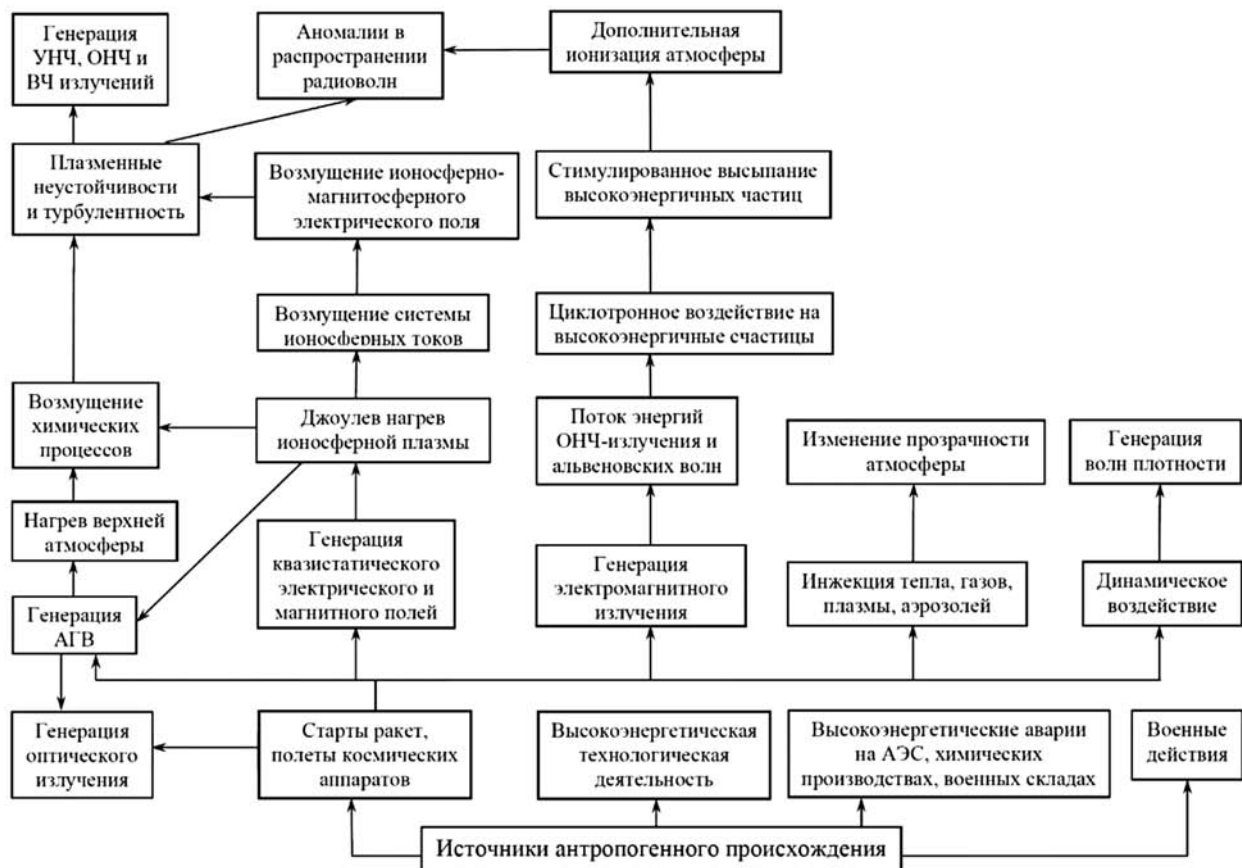 Генерация
УНЧ, ОНЧ и
ВЧ излучений
Аномалии в
распространении
радиоволн
Дополнительная
ионизация атмосферы
Плазменные
неустойчивости
и турбулентность
Возмущение ионосферно-
магнитосферного
электрического поля
Стимулированное высыпание
высокоэнергичных частиц
Возмущение системы
ионосферных токов
Циклотронное воздействие на
высокоэнергичные счастицы
Возмущение
химических
процессов
Джоулев нагрев
ионосферной плазмы
Поток энергий
ОНЧ-излучения и
альвеновских волн
Изменение прозрачности
атмосферы
Генерация
волн плотности
Нагрев верхней
атмосферы
Генерация
квазистатического
электрического и
магнитного полей
Генерация
электромагнитного
излучения
Инжекция тепла, газов,
плазмы, аэрозолей
Динамическое
воздействие
Генерация
АГВ
Генерация
оптического
излучения
Старты ракет,
полеты космических
аппаратов
Высокоэнергетическая
технологическая
деятельность
Высокоэнергетические аварии
на АЭС, химических
производствах, военных складах
Военные
действия
Источники антропогенного происхождения